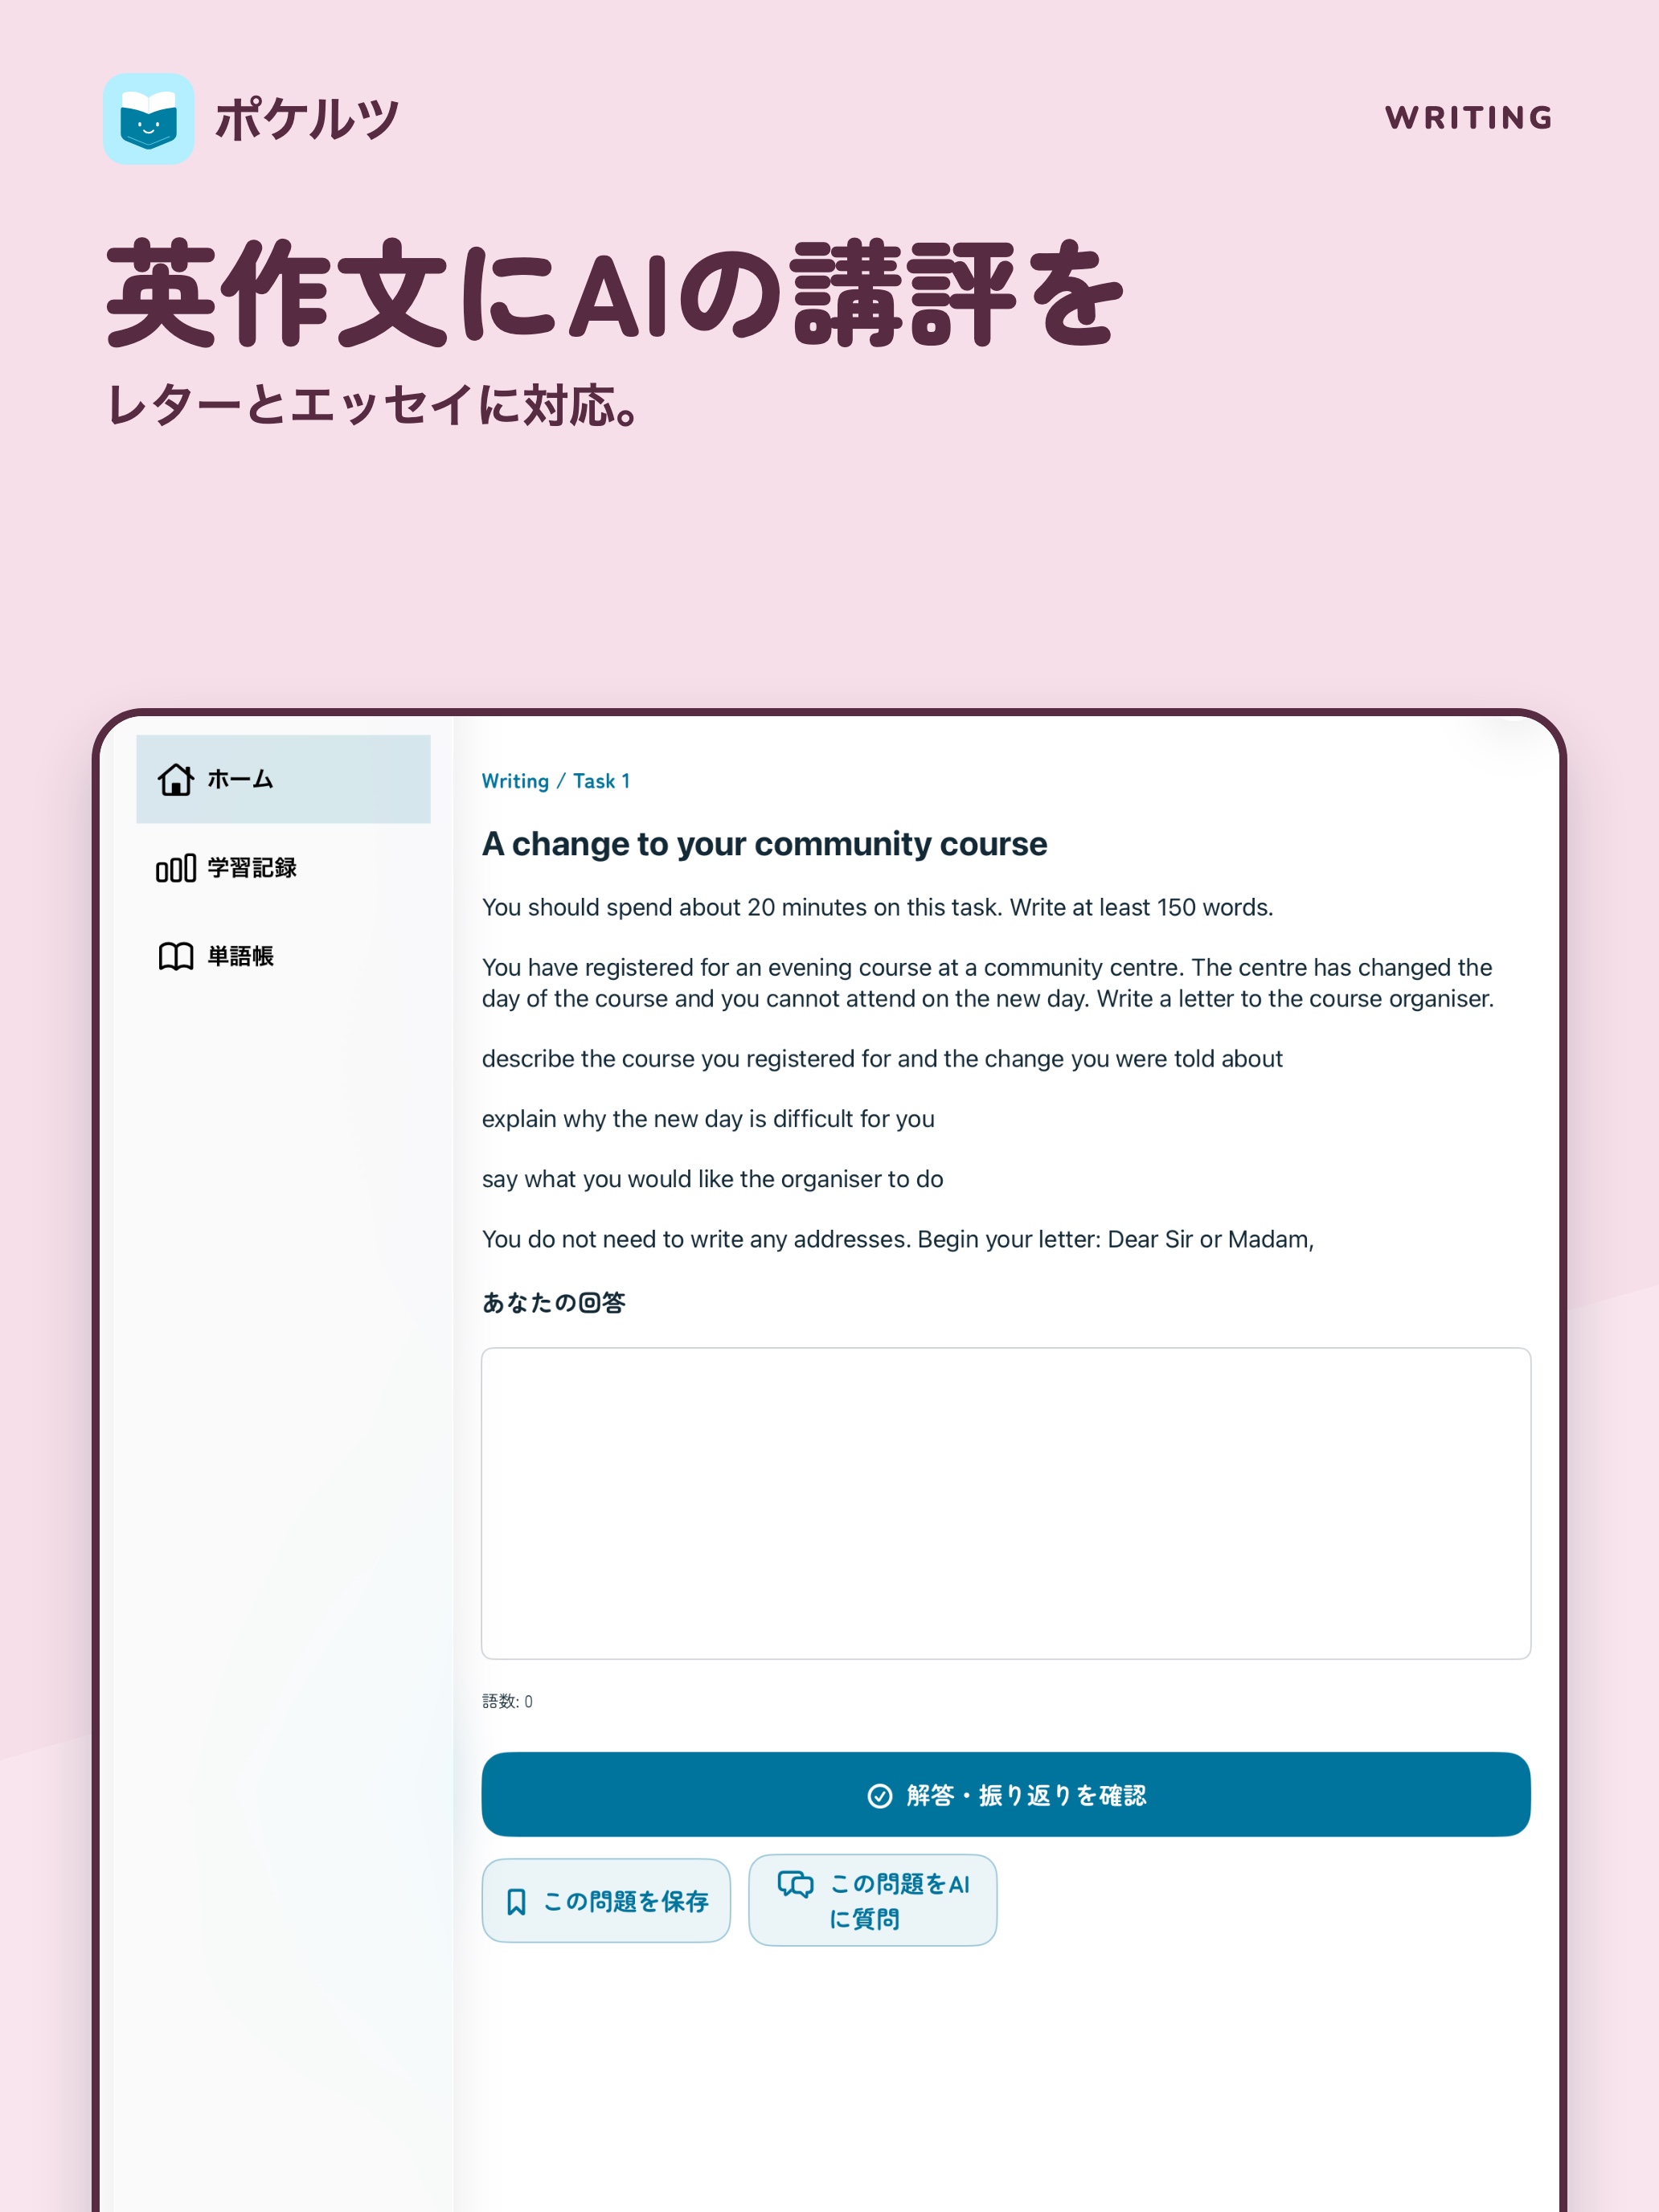 ポケルツ
WRITING
英作文にAIの講評を
レターとエッセイに対応。
ホーム
学習記録
単語帳
Writing / Task 1
A change to your community course
You should spend about 20 minutes on this task. Write at least 150 words.
You have registered for an evening course at a community centre. The centre has changed the
day of the course and you cannot attend on the new day. Write a letter to the course organiser.
describe the course you registered for and the change you were told about
explain why the new day is difficult for you
say what you would like the organiser to do
You do not need to write any addresses. Begin your letter: Dear Sir or Madam,
あなたの回答
語数: 0
解答・振り返りを確認
この問題を保存
この問題をAI
に質問